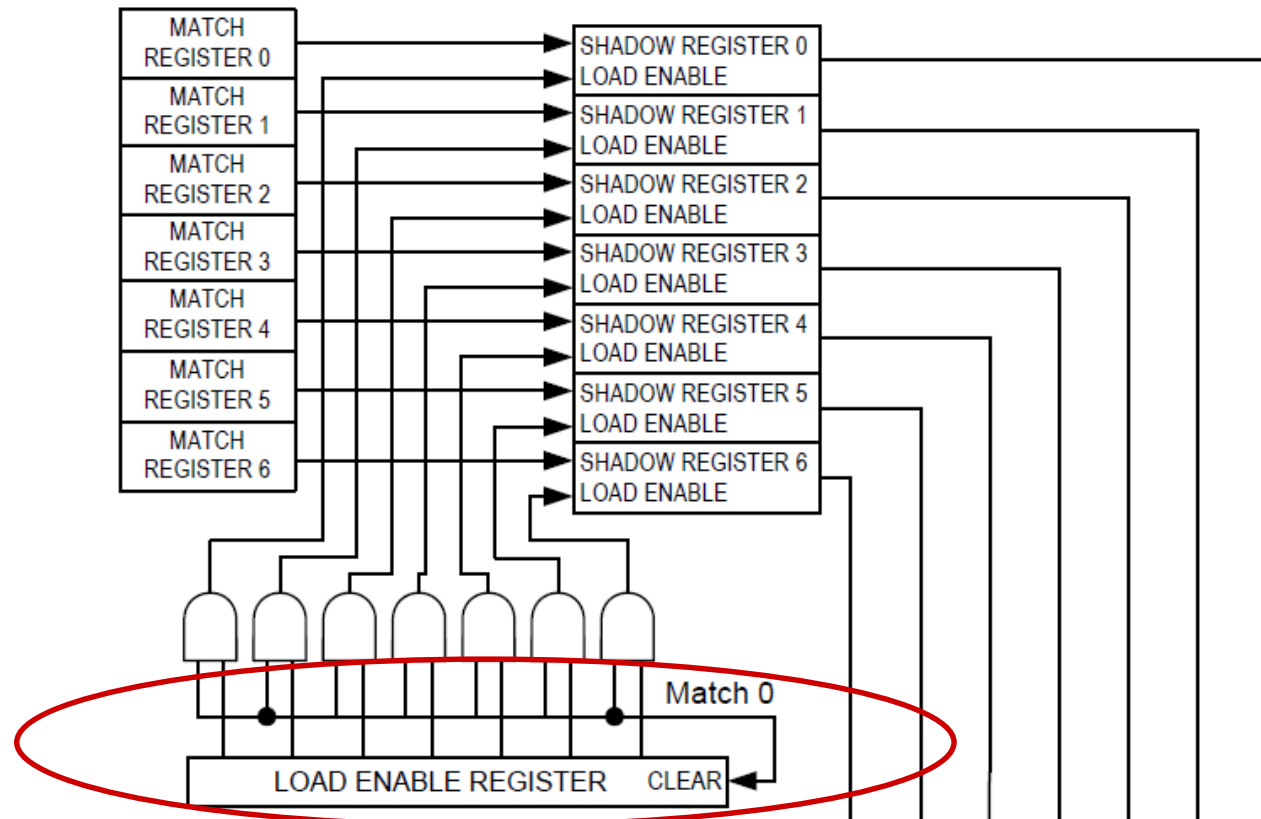 MATCH
REGISTER 0
MATCH
REGISTER 1
MATCH
REGISTER 2
MATCH
REGISTER 3
MATCH
REGISTER 4
MATCH
REGISTER 5
MATCH
REGISTER 6
SHADOW REGISTER 0
LOAD ENABLE
SHADOW REGISTER 1
LOAD ENABLE
SHADOW REGISTER 2
LOAD ENABLE
SHADOW REGISTER 3
LOAD ENABLE
SHADOW REGISTER 4
LOAD ENABLE
SHADOW REGISTER 5
LOAD ENABLE
SHADOW REGISTER 6
LOAD ENABLE
Match 0
LOAD ENABLE REGISTER CLEAR